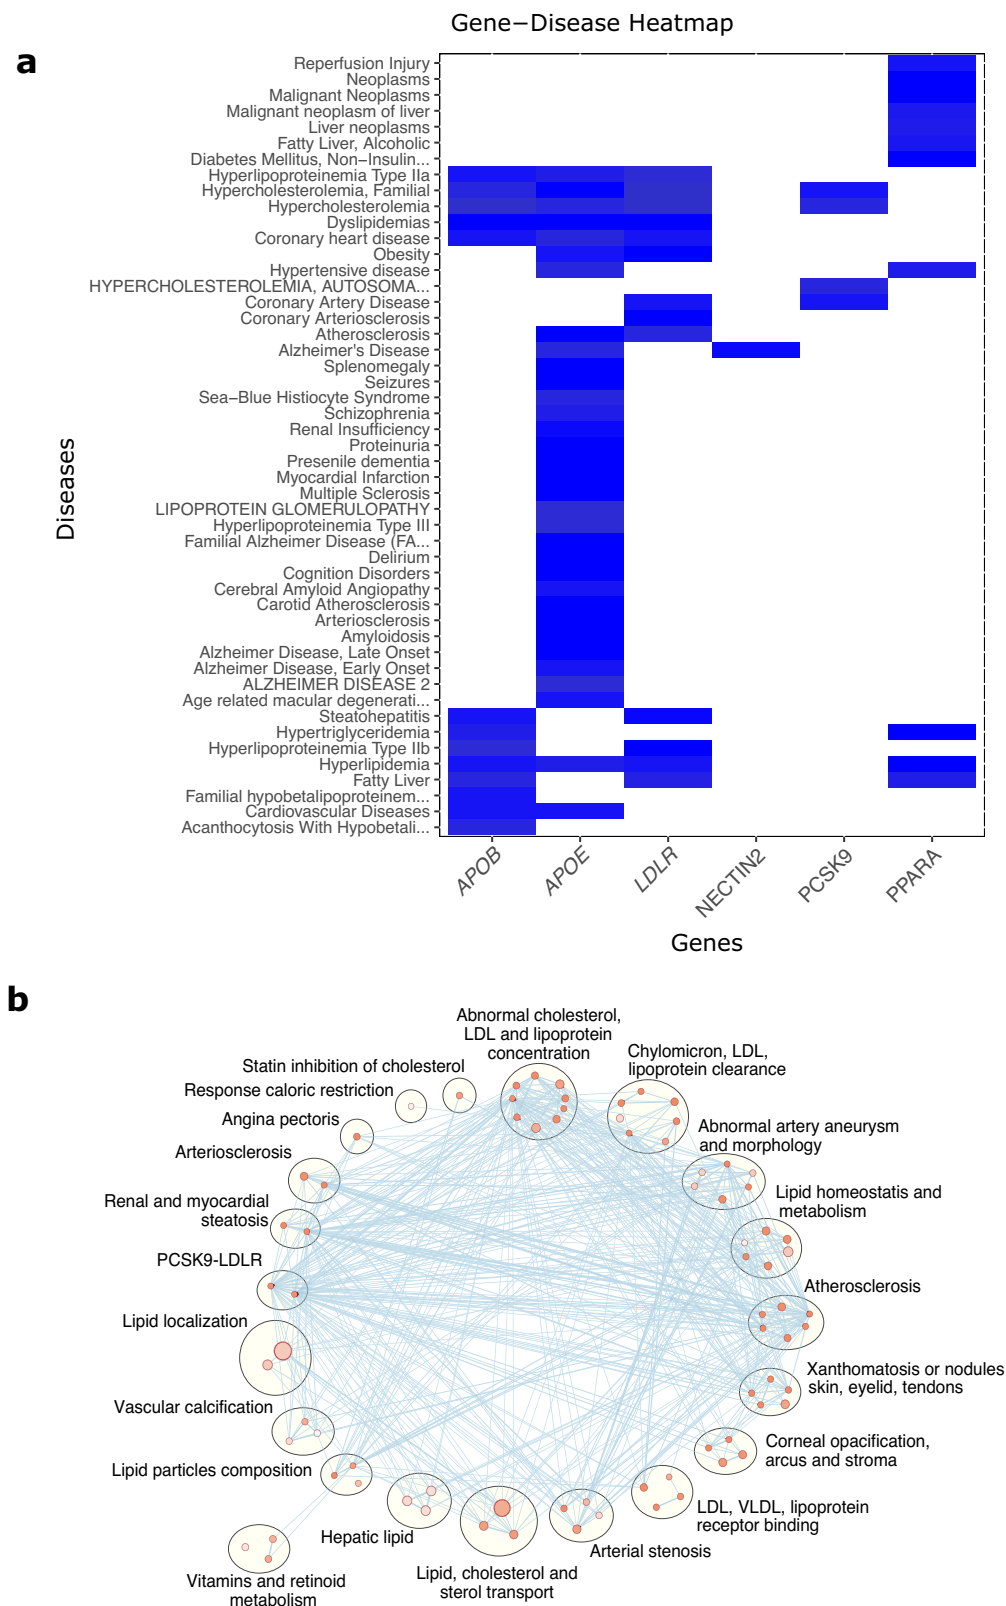 Gene−Disease Heatmap
a
Reperfusion Injury
Neoplasms
Malignant Neoplasms
Malignant neoplasm of liver
Liver neoplasms
Fatty Liver, Alcoholic
Diabetes Mellitus, Non−Insulin...
Hyperlipoproteinemia Type IIa
Hypercholesterolemia, Familial
Hypercholesterolemia
Dyslipidemias
Coronary heart disease
Obesity
Hypertensive disease
HYPERCHOLESTEROLEMIA, AUTOSOMA...
Coronary Artery Disease
Coronary Arteriosclerosis
Atherosclerosis
Alzheimer's Disease
Splenomegaly
Seizures
Sea−Blue Histiocyte Syndrome
Schizophrenia
Renal Insufficiency
Proteinuria
Presenile dementia
Myocardial Infarction
Multiple Sclerosis
LIPOPROTEIN GLOMERULOPATHY
Hyperlipoproteinemia Type III
Familial Alzheimer Disease (FA...
Delirium
Cognition Disorders
Cerebral Amyloid Angiopathy
Carotid Atherosclerosis
Arteriosclerosis
Amyloidosis
Alzheimer Disease, Late Onset
Alzheimer Disease, Early Onset
ALZHEIMER DISEASE 2
Age related macular degenerati...
Steatohepatitis
Hypertriglyceridemia
Hyperlipoproteinemia Type IIb
Hyperlipidemia
Fatty Liver
Familial hypobetalipoproteinem...
Cardiovascular Diseases
Acanthocytosis With Hypobetali...
Diseases
APOB
APOE
LDLR
NECTIN2
PCSK9
PPARA
Genes
b
Abnormal cholesterol,
LDL and lipoprotein
concentration
Chylomicron, LDL,
lipoprotein clearance
Statin inhibition of cholesterol
Response caloric restriction
Angina pectoris
Abnormal artery aneurysm
and morphology
Arteriosclerosis
Lipid homeostatis and
metabolism
Renal and myocardial
steatosis
PCSK9-LDLR
Atherosclerosis
Lipid localization
Xanthomatosis or nodules
skin, eyelid, tendons
Vascular calcification
Corneal opacification,
arcus and stroma
Lipid particles composition
LDL, VLDL, lipoprotein
receptor binding
Hepatic lipid
Arterial stenosis
Lipid, cholesterol and
sterol transport
Vitamins and retinoid
metabolism